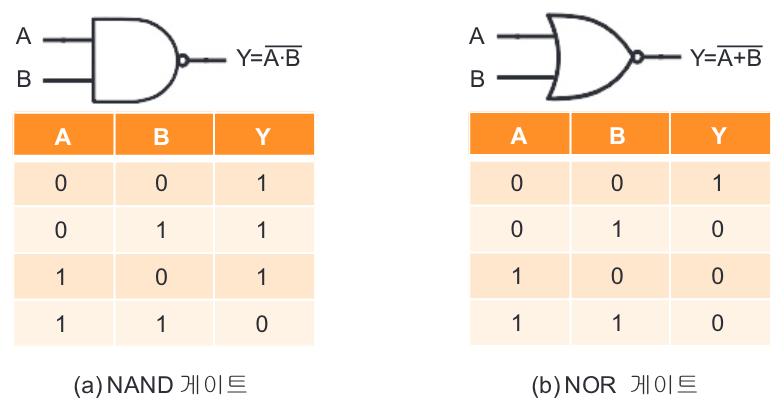 A
B
Y=A·B
A B Y
0 0 1
0 1 1
1 0 1
1 1 0
(a) NAND 게이트
A
B
Y=A+B
A B Y
0 0 1
0 1 0
1 0 0
1 1 0
(b) NOR 게이트